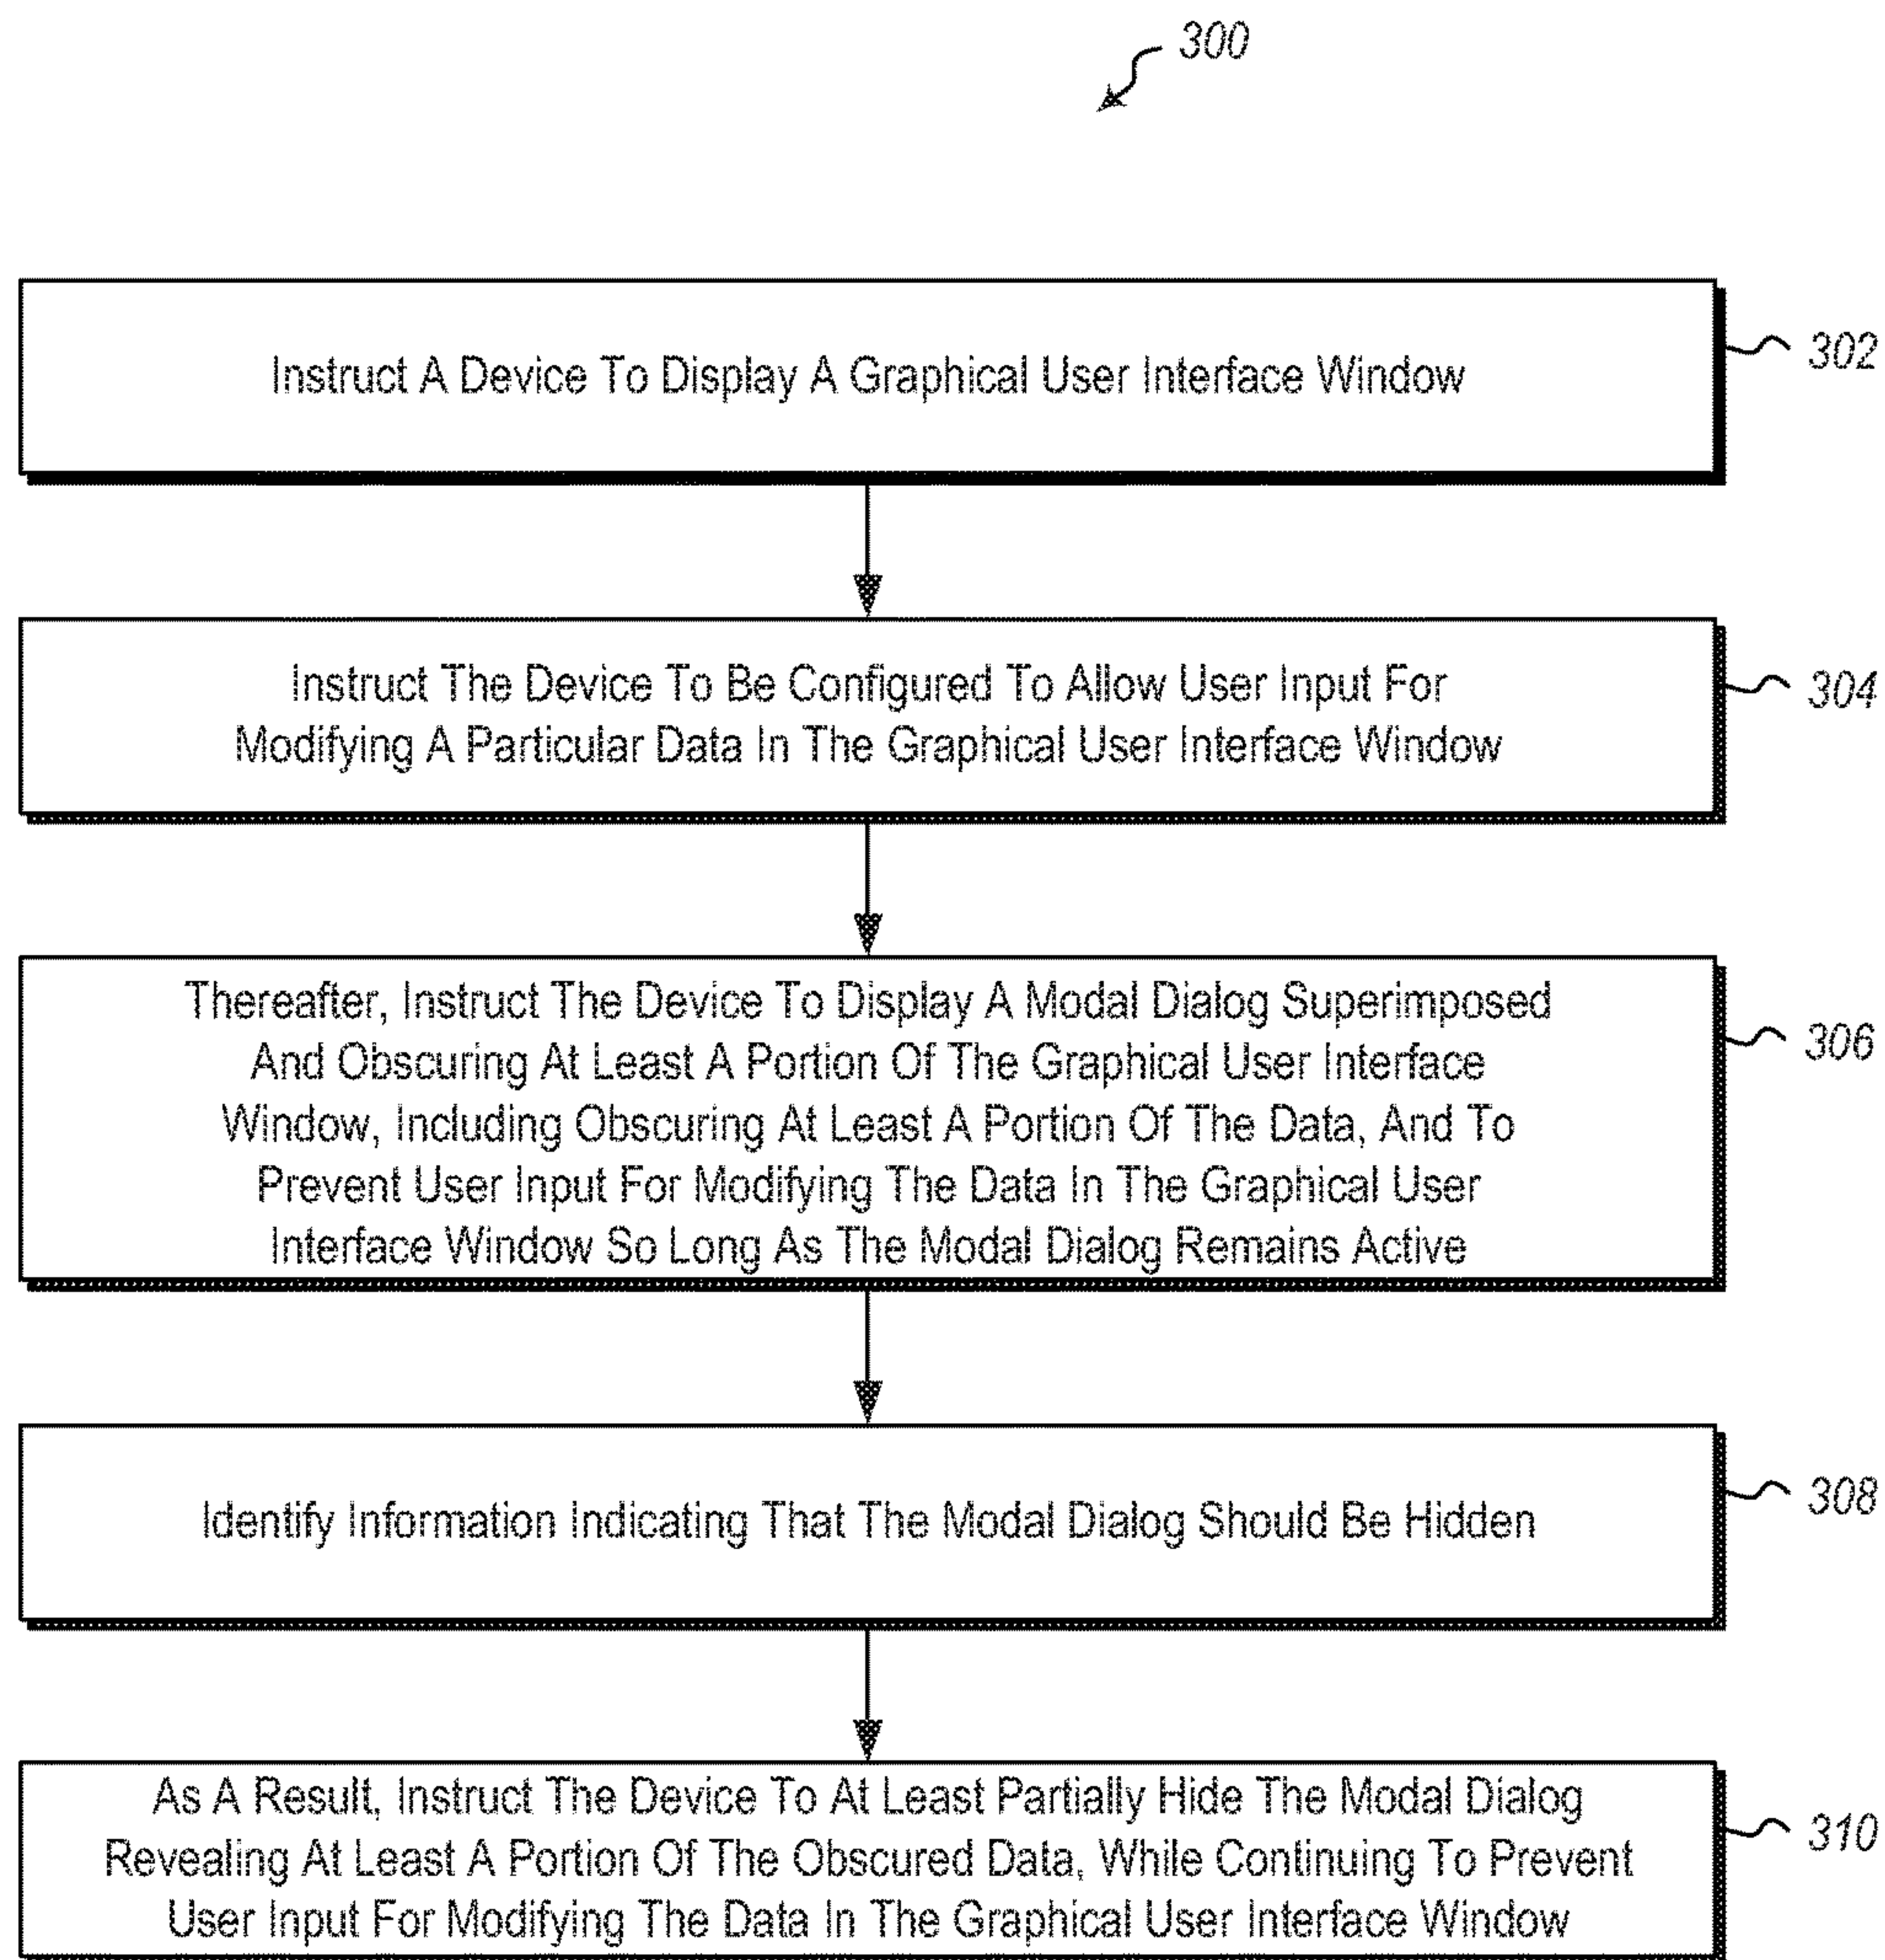 300
Instruct A Device To Display A Graphical User Interface Window
302
Instruct The Device To Be Configured To Allow User Input For
Modifying A Particular Data In The Graphical User Interface Window
304
Thereafter, Instruct The Device To Display A Modal Dialog Superimposed
And Obscuring At Least A Portion Of The Graphical User Interface
Window, Including Obscuring At Least A Portion Of The Data, And To
Prevent User Input For Modifying The Data In The Graphical User
Interface Window So Long As The Modal Dialog Remains Active
306
Identify Information Indicating That The Modal Dialog Should Be Hidden
308
As A Result, Instruct The Device To At Least Partially Hide The Modal Dialog
Revealing At Least A Portion Of The Obscured Data, While Continuing To Prevent
User Input For Modifying The Data In The Graphical User Interface Window
310